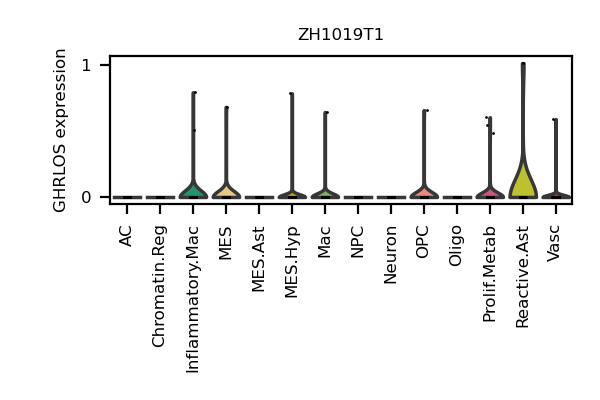 ZH1019T1
GHRLOS expression
1
0
AC
Chromatin.Reg
Inflammatory.Mac
MES
MES.Ast
MES.Hyp
Mac
NPC
Neuron
OPC
Oligo
Prolif.Metab
Reactive.Ast
Vasc